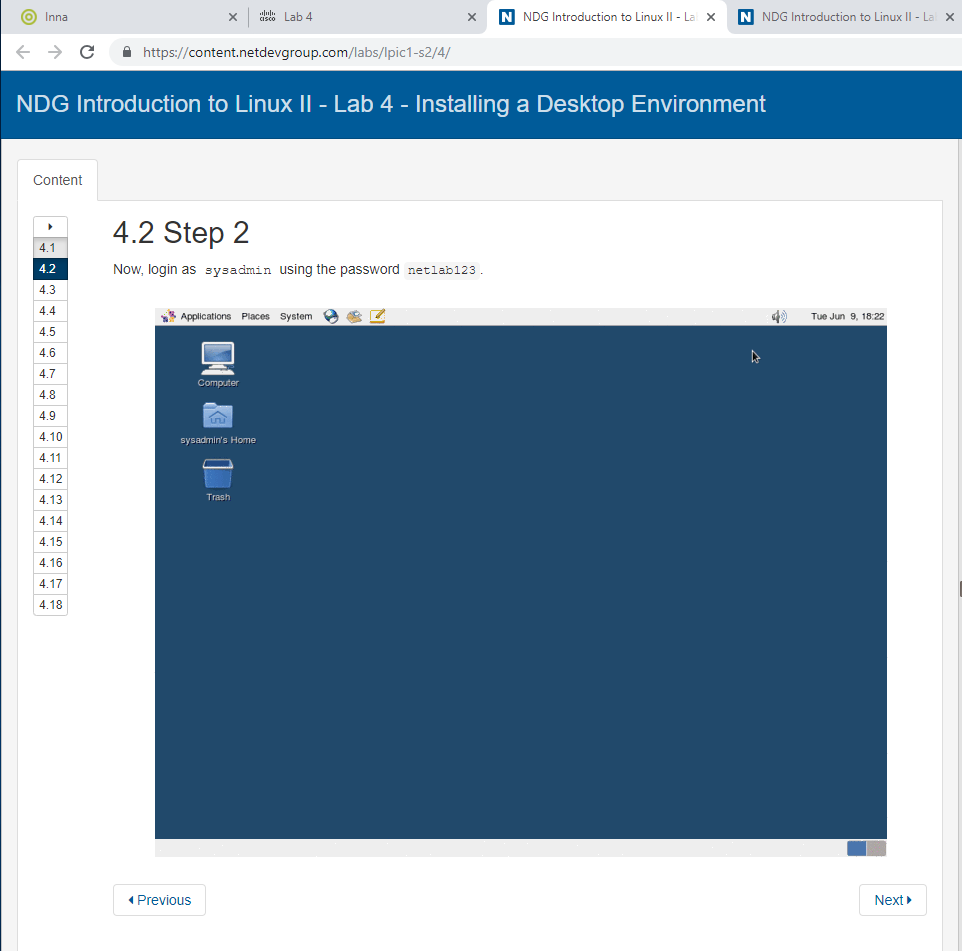 Inna
Lab 4
NDG Introduction to Linux II - La
NDG Introduction to Linux II - La
https://content.netdevgroup.com/labs/lpic1-s2/4/
NDG Introduction to Linux II - Lab 4 - Installing a Desktop Environment
Content
4.1
4.2
4.3
4.4
4.5
4.6
4.7
4.8
4.9
4.10
4.11
4.12
4.13
4.14
4.15
4.16
4.17
4.18
4.2 Step 2
Now, login as sysadmin using the password netlab123.
Applications Places System Tue Jun 9, 18:22
Computer
sysadmin's Home
Trash
Previous Next